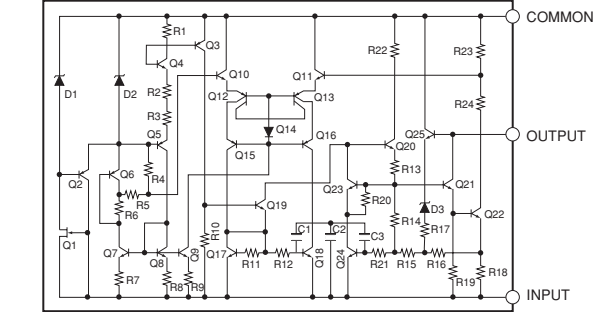 COMMON
R1
Q3
R22
R23
Q4
Q10
Q11
D1
D2
R2
Q12
Q13
R24
R3
Q5
Q14
Q16
Q25
OUTPUT
Q15
Q20
R13
Q2
Q6
R4
Q23
Q21
R5
R20
R6
Q19
D3
Q22
C1
C2
C3
R14
R17
Q1
R10
Q7
Q8
Q9
Q17
R11
R12
Q18
Q24
R21
R15
R16
R7
R8
R9
R19
R18
INPUT